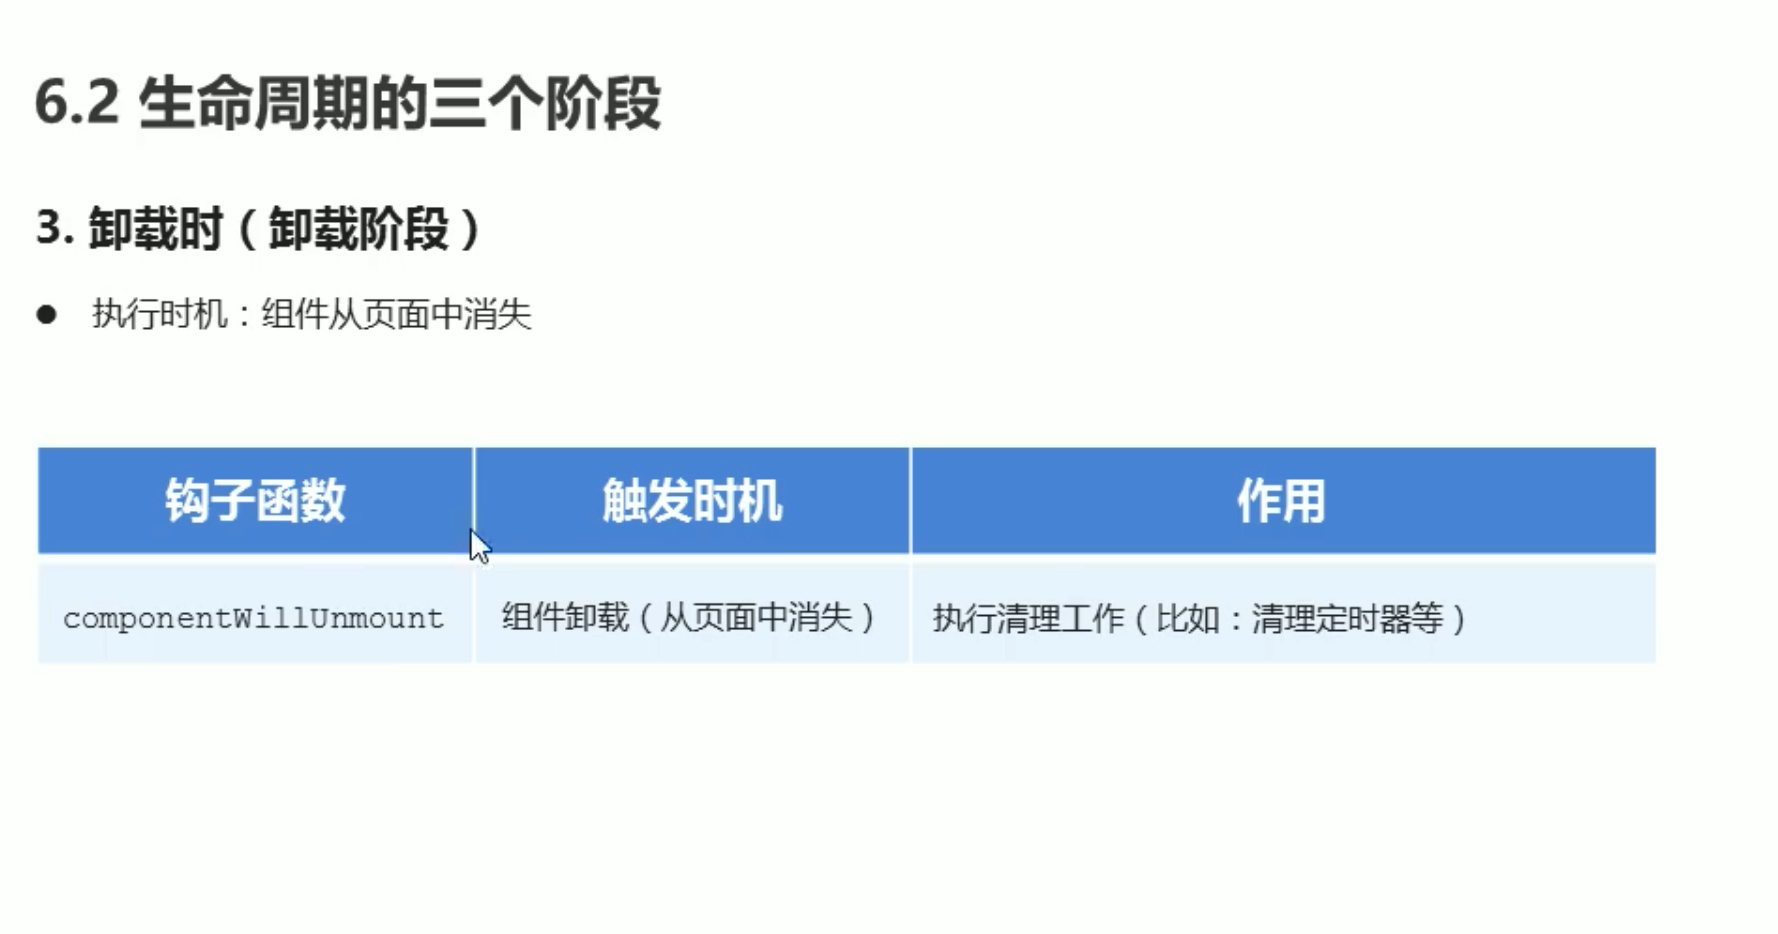 6.2 生命周期的三个阶段
3. 卸载时（卸载阶段）
● 执行时机：组件从页面中消失
钩子函数 触发时机 作用
componentWillUnmount 组件卸载（从页面中消失） 执行清理工作（比如：清理定时器等）